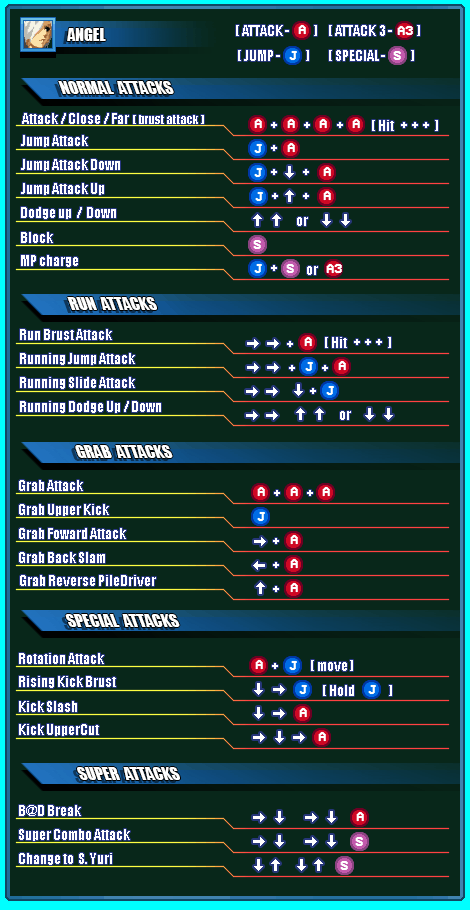 ANGEL [ ATTACK - A ] [ ATTACK 3 - A3 ]
[ JUMP - J ] [ SPECIAL - S ]
NORMAL ATTACKS
Attack / Close / Far [ brust attack ] A + A + A + A [ Hit + + + ]
Jump Attack J + A
Jump Attack Down J + ↓ + A
Jump Attack Up J + ↑ + A
Dodge up / Down ↑ ↑ or ↓ ↓
Block S
MP charge J + S or A3
RUN ATTACKS
Run Brust Attack → → + A [ Hit + + + ]
Running Jump Attack → → + J + A
Running Slide Attack → → ↓ + J
Running Dodge Up / Down → → ↑ ↑ or ↓ ↓
GRAB ATTACKS
Grab Attack A + A + A
Grab Upper Kick J
Grab Foward Attack → + A
Grab Back Slam ← + A
Grab Reverse PileDriver ↑ + A
SPECIAL ATTACKS
Rotation Attack A + J [ move ]
Rising Kick Brust ↓ → J [ Hold J ]
Kick Slash ↓ → A
Kick UpperCut → ↓ → A
SUPER ATTACKS
B@D Break → ↓ → ↓ A
Super Combo Attack → ↓ → ↓ S
Change to S. Yuri ↓ ↑ ↓ ↑ S